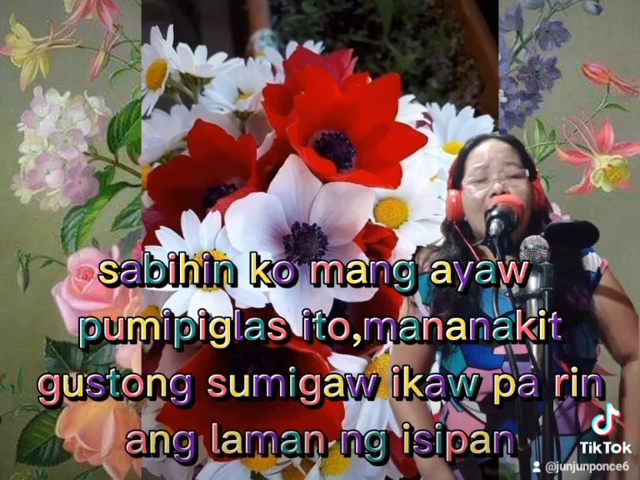 sabihin ko mang ayaw
pumipiglas ito,mananakit
gustong sumigaw ikaw pa rin
ang laman ng isipan
TikTok
@junjunponce6